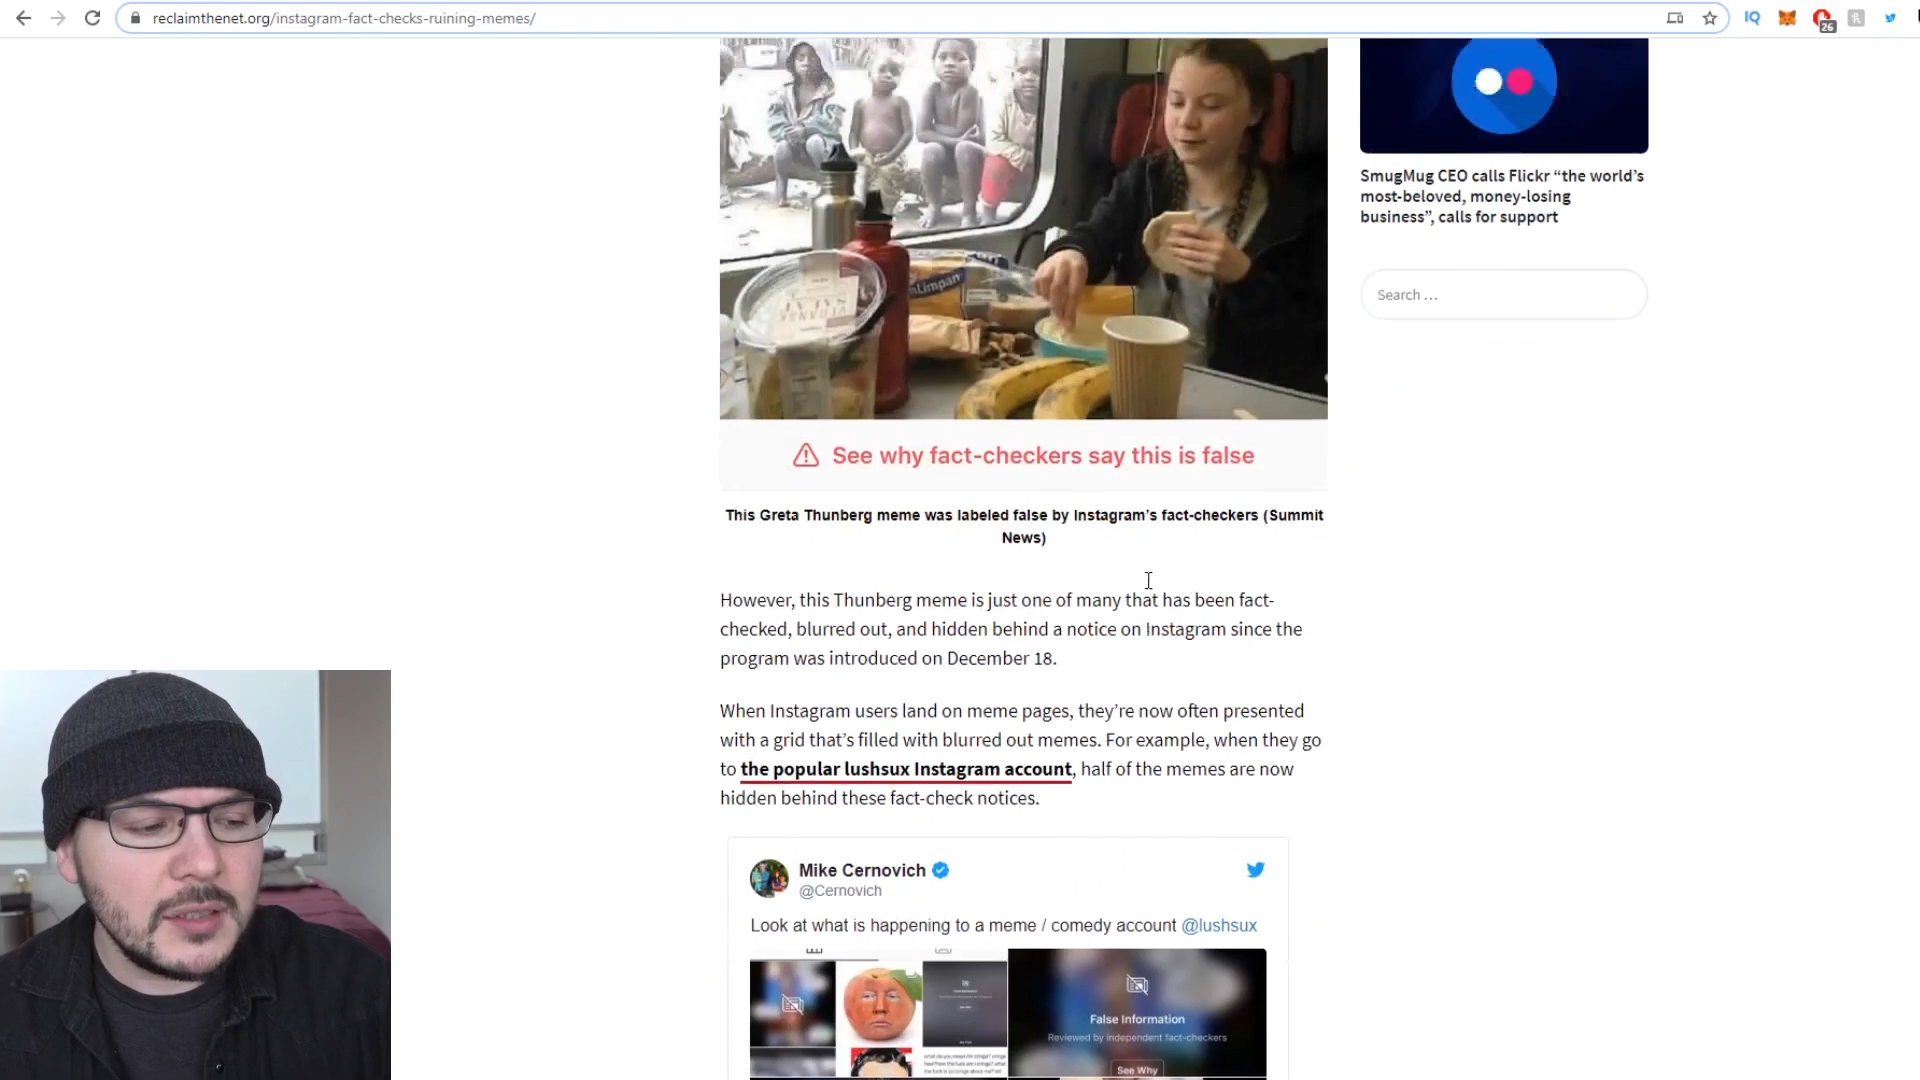 reclaimthenet.org/instagram-fact-checks-ruining-memes/
IQ
26
Limpan
See why fact-checkers say this is false
This Greta Thunberg meme was labeled false by Instagram's fact-checkers (Summit
News)
However, this Thunberg meme is just one of many that has been fact-
checked, blurred out, and hidden behind a notice on Instagram since the
program was introduced on December 18.
When Instagram users land on meme pages, they're now often presented
with a grid that's filled with blurred out memes. For example, when they go
to the popular lushsux Instagram account, half of the memes are now
hidden behind these fact-check notices.
Mike Cernovich
@Cernovich
Look at what is happening to a meme / comedy account @lushsux
False Information
Reviewed by independent fact-checkers
See Why
SmugMug CEO calls Flickr “the world’s
most-beloved, money-losing
business”, calls for support
Search …